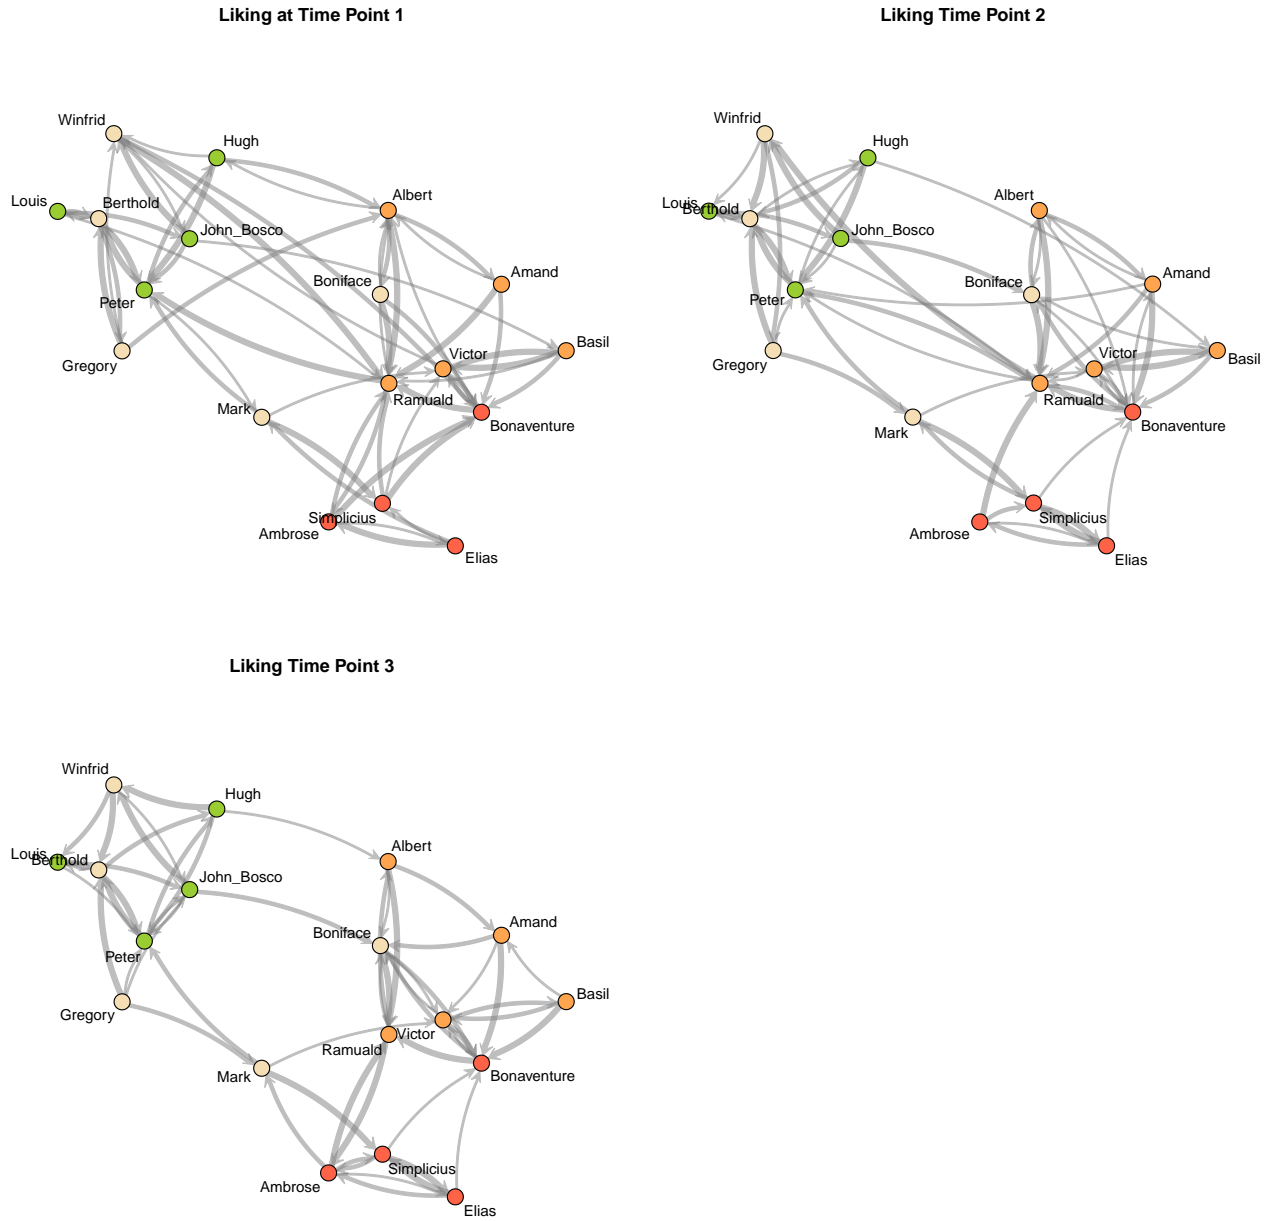 Liking at Time Point 1
Winfrid
Hugh
Louis
Berthold
Albert
John_Bosco
Amand
Boniface
Peter
Basil
Victor
Gregory
Ramuald
Mark
Bonaventure
Simplicius
Ambrose
Elias
Liking Time Point 2
Winfrid
Hugh
Albert
Louis
Berthold
John_Bosco
Amand
Boniface
Peter
Victor
Basil
Gregory
Ramuald
Bonaventure
Mark
Simplicius
Ambrose
Elias
Liking Time Point 3
Winfrid
Hugh
Albert
Louis
Berthold
John_Bosco
Amand
Boniface
Peter
Basil
Gregory
Victor
Ramuald
Mark
Bonaventure
Simplicius
Ambrose
Elias